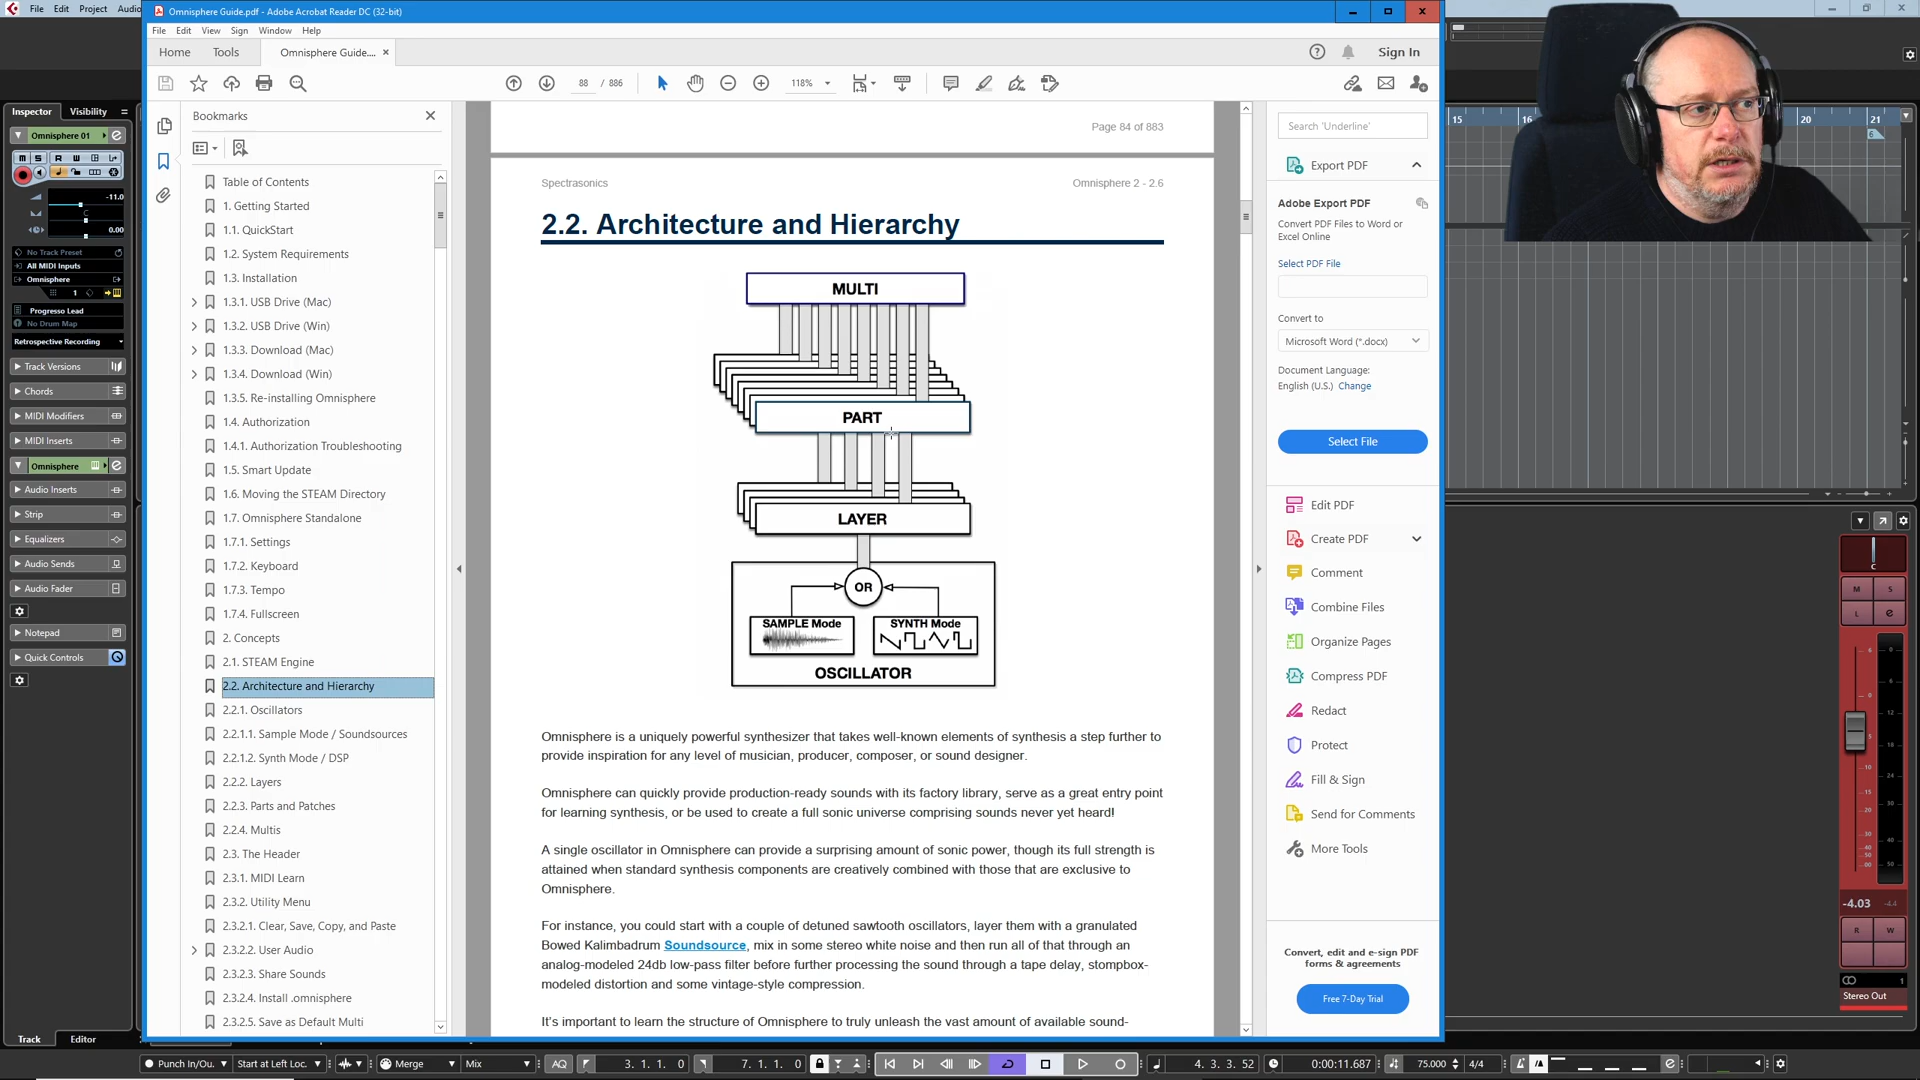 File Edit Project Audio
Omnisphere Guide.pdf - Adobe Acrobat Reader DC (32-bit)
File Edit View Sign Window Help
Home Tools Omnisphere Guide.... × Sign In
88 / 886 118%
Inspector Visibility
Omnisphere 01
M S R W
-11.0
C
0.00
No Track Preset
All MIDI Inputs
Omnisphere
1
Progresso Lead
No Drum Map
Retrospective Recording
Track Versions
Chords
MIDI Modifiers
MIDI Inserts
Omnisphere
Audio Inserts
Strip
Equalizers
Audio Sends
Audio Fader
Notepad
Quick Controls
Track Editor
Bookmarks
Table of Contents
1. Getting Started
1.1. QuickStart
1.2. System Requirements
1.3. Installation
1.3.1. USB Drive (Mac)
1.3.2. USB Drive (Win)
1.3.3. Download (Mac)
1.3.4. Download (Win)
1.3.5. Re-installing Omnisphere
1.4. Authorization
1.4.1. Authorization Troubleshooting
1.5. Smart Update
1.6. Moving the STEAM Directory
1.7. Omnisphere Standalone
1.7.1. Settings
1.7.2. Keyboard
1.7.3. Tempo
1.7.4. Fullscreen
2. Concepts
2.1. STEAM Engine
2.2. Architecture and Hierarchy
2.2.1. Oscillators
2.2.1.1. Sample Mode / Soundsources
2.2.1.2. Synth Mode / DSP
2.2.2. Layers
2.2.3. Parts and Patches
2.2.4. Multis
2.3. The Header
2.3.1. MIDI Learn
2.3.2. Utility Menu
2.3.2.1. Clear, Save, Copy, and Paste
2.3.2.2. User Audio
2.3.2.3. Share Sounds
2.3.2.4. Install .omnisphere
2.3.2.5. Save as Default Multi
Page 84 of 883
Spectrasonics Omnisphere 2 - 2.6
2.2. Architecture and Hierarchy
MULTI
PART
LAYER
OR
SAMPLE Mode SYNTH Mode
OSCILLATOR
Omnisphere is a uniquely powerful synthesizer that takes well-known elements of synthesis a step further to
provide inspiration for any level of musician, producer, composer, or sound designer.
Omnisphere can quickly provide production-ready sounds with its factory library, serve as a great entry point
for learning synthesis, or be used to create a full sonic universe comprising sounds never yet heard!
A single oscillator in Omnisphere can provide a surprising amount of sonic power, though its full strength is
attained when standard synthesis components are creatively combined with those that are exclusive to
Omnisphere.
For instance, you could start with a couple of detuned sawtooth oscillators, layer them with a granulated
Bowed Kalimbadrum Soundsource, mix in some stereo white noise and then run all of that through an
analog-modeled 24db low-pass filter before further processing the sound through a tape delay, stompbox-
modeled distortion and some vintage-style compression.
It's important to learn the structure of Omnisphere to truly unleash the vast amount of available sound-
Search 'Underline'
Export PDF
Adobe Export PDF
Convert PDF Files to Word or
Excel Online
Select PDF File
Convert to
Microsoft Word (*.docx)
Document Language:
English (U.S.) Change
Select File
Edit PDF
Create PDF
Comment
Combine Files
Organize Pages
Compress PDF
Redact
Protect
Fill & Sign
Send for Comments
More Tools
Convert, edit and e-sign PDF
forms & agreements
Free 7-Day Trial
15 16 20 21
6
C
M S
L e
-4.03 -4.4
R W
1
Stereo Out
Punch In/Ou. Start at Left Loc. Merge Mix AQ 3. 1. 1. 0 7. 1. 1. 0 4. 3. 3. 52 0:00:11.687 75.000 4/4